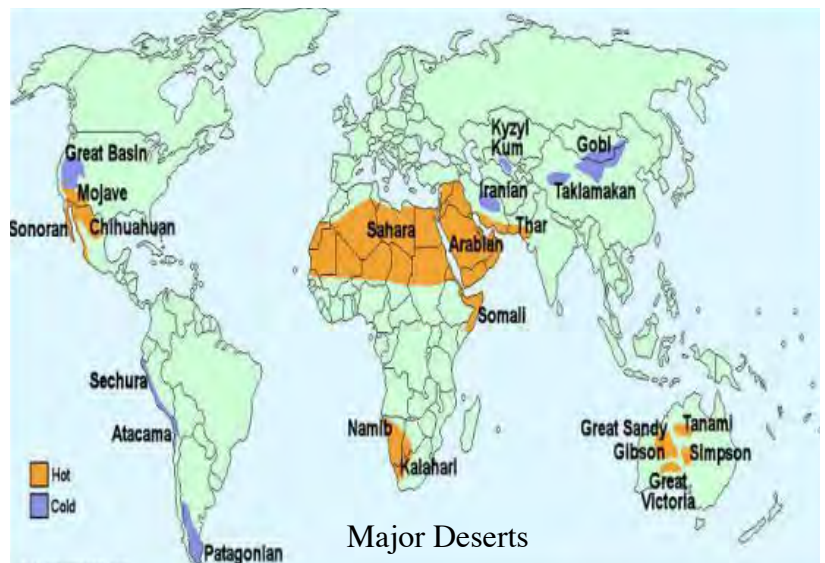 Great Basin
Mojave
Sonoran
Chihuahuan
Sahara
Arabian
Iranian
Kyzyl
Kum
Gobi
Taklamakan
Thar
Somali
Sechura
Atacama
Namib
Kalahari
Great Sandy
Tanami
Gibson
Simpson
Great
Victoria
Hot
Cold
Patagonian
Major Deserts